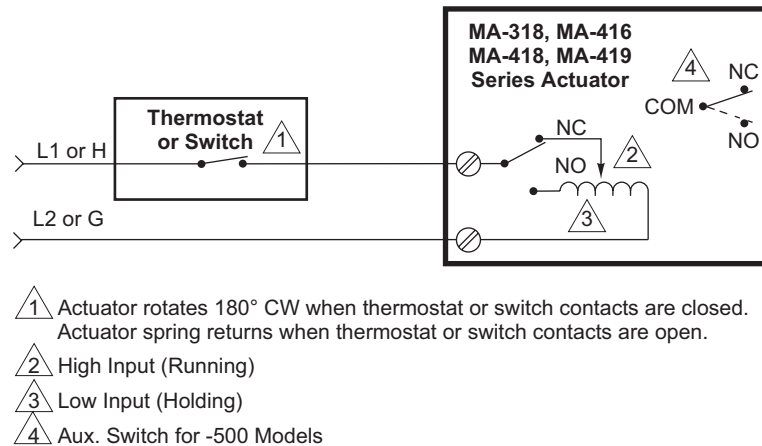 MA-318, MA-416
MA-418, MA-419
Series Actuator
4
NC
COM
NO
Thermostat
or Switch
1
L1 or H
NC
2
NO
3
L2 or G
1 Actuator rotates 180° CW when thermostat or switch contacts are closed.
Actuator spring returns when thermostat or switch contacts are open.
2 High Input (Running)
3 Low Input (Holding)
4 Aux. Switch for -500 Models